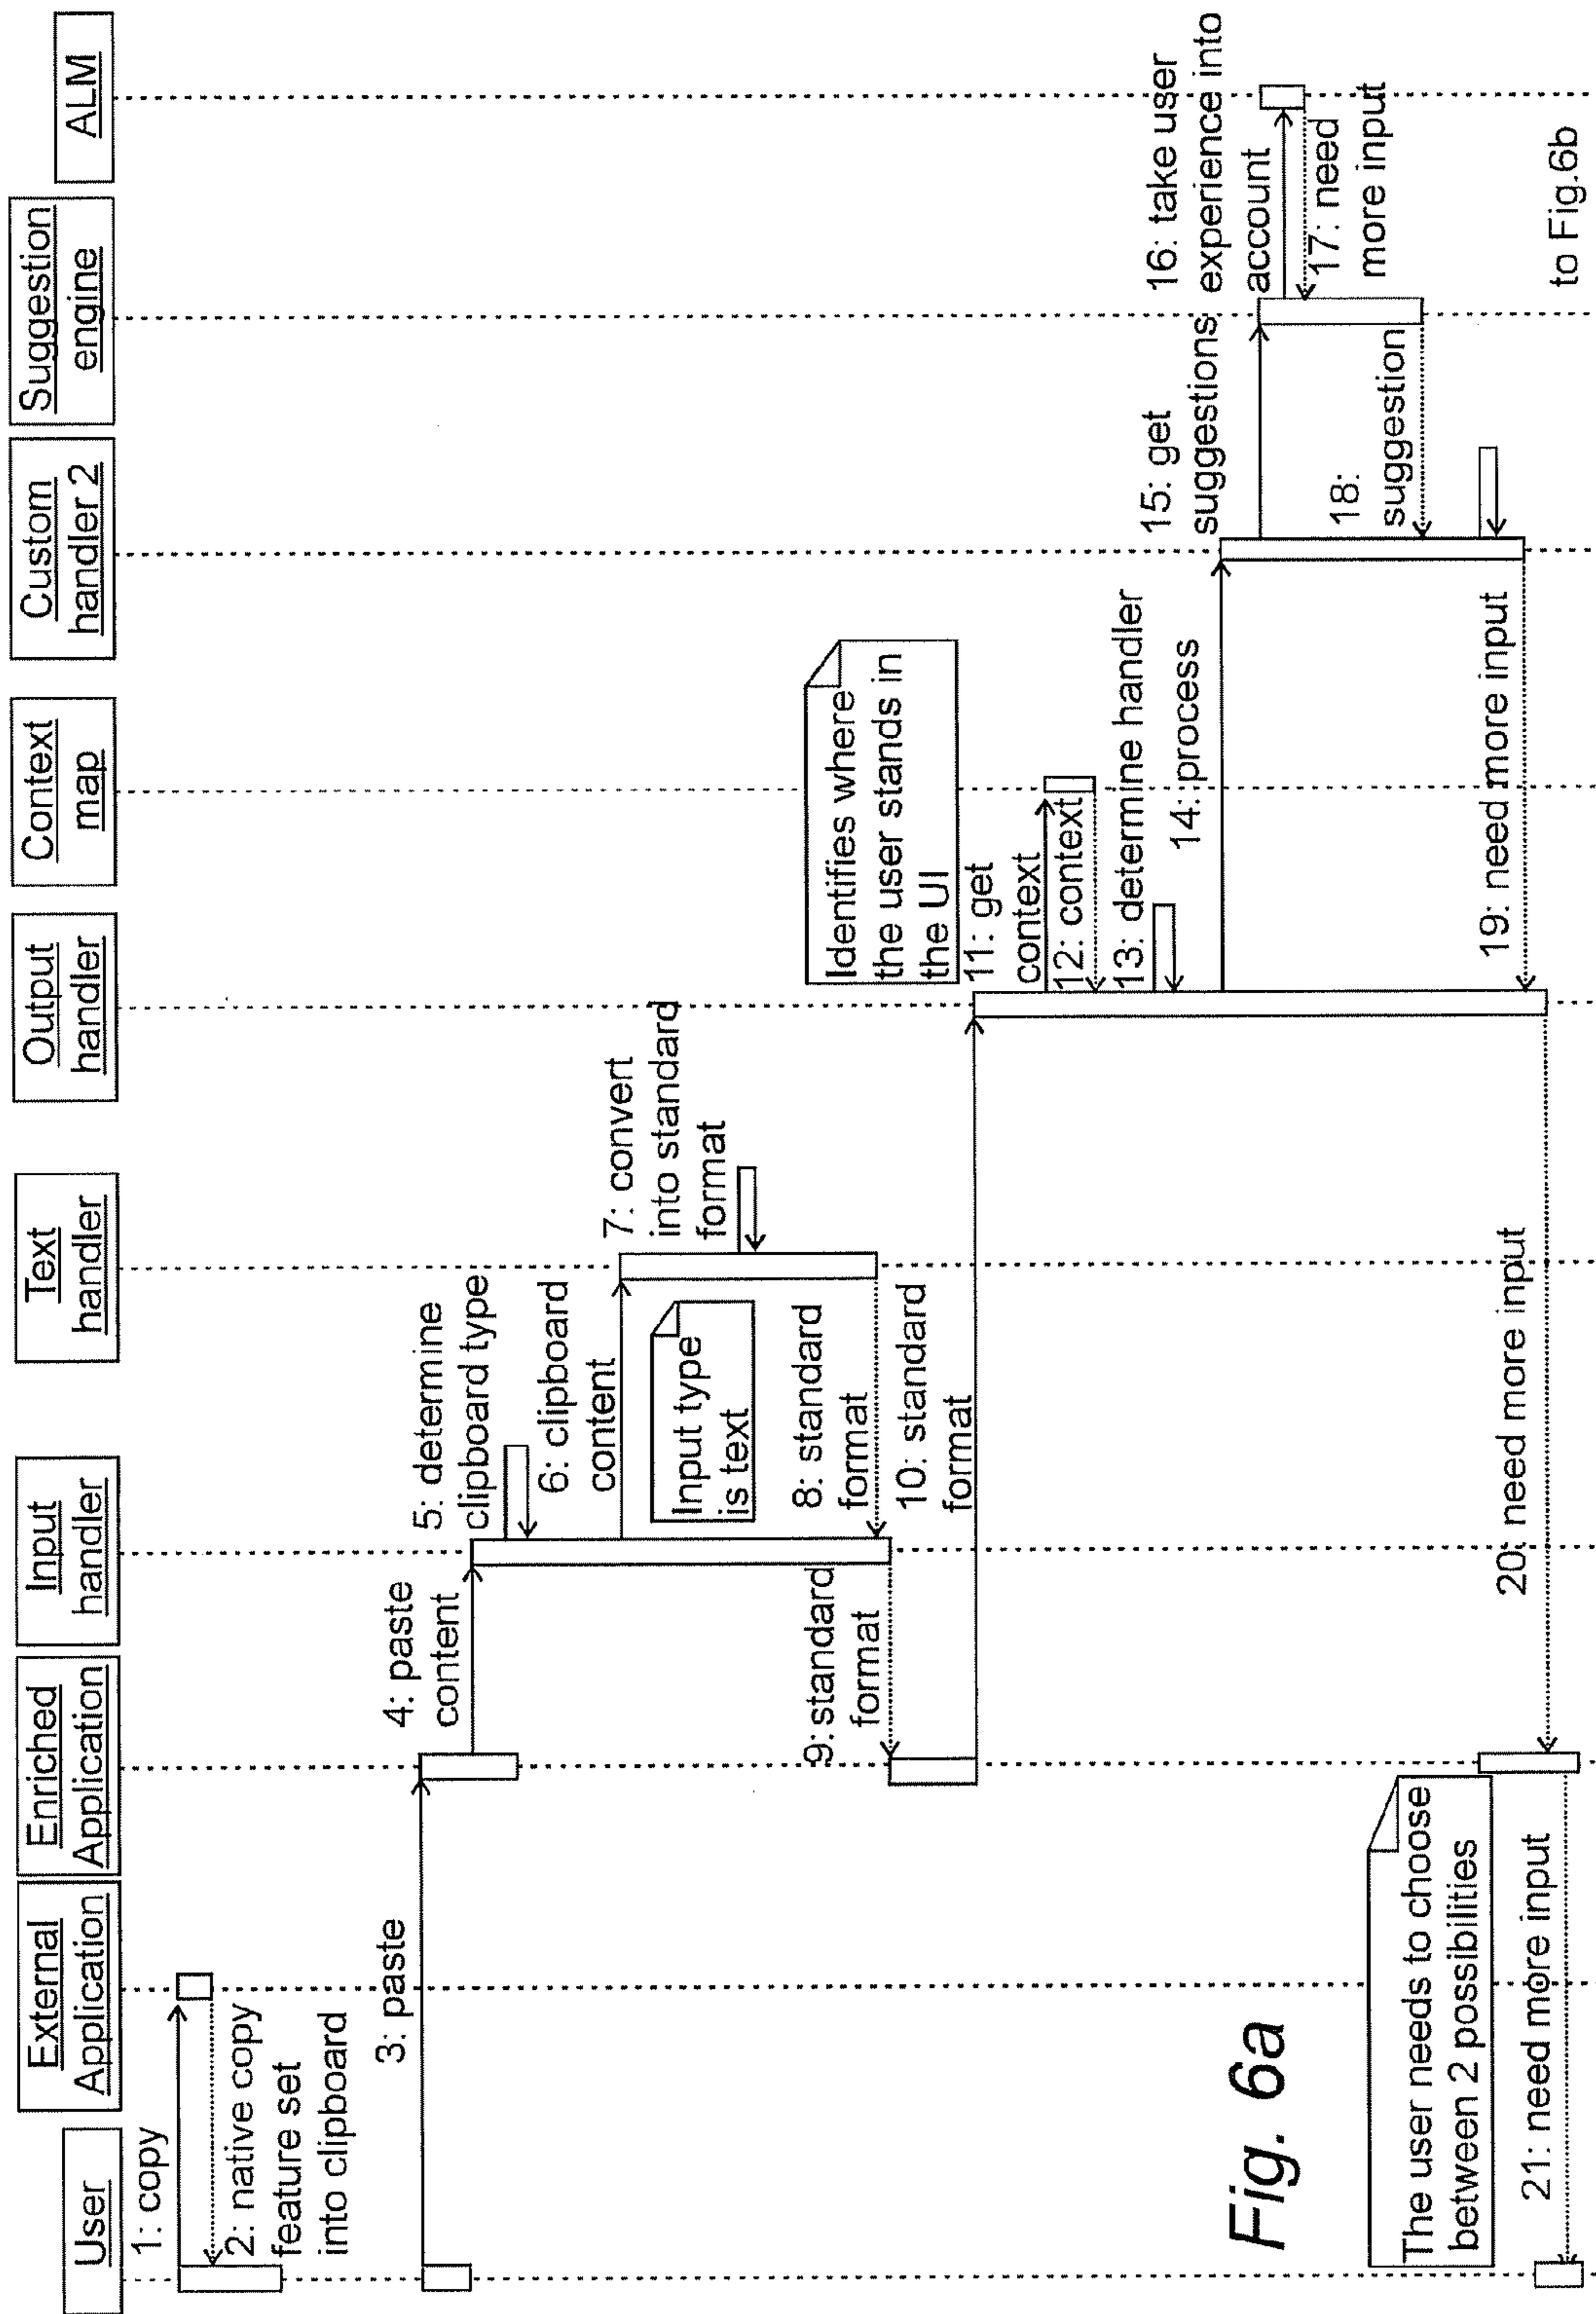 User
External
Application
Enriched
Application
Input
handler
Text
handler
Output
handler
Context
map
Custom
handler 2
Suggestion
engine
ALM
1: copy
2: native copy
feature set
into clipboard
3: paste
4: paste
content
5: determine
clipboard type
6: clipboard
content
Input type
is text
7: convert
into standard
format
8: standard
format
9: standard
format
10: standard
format
Identifies where
the user stands in
the UI
11: get
context
12: context
13: determine handler
14: process
15: get
suggestions
16: take user
experience into
account
17: need
more input
18:
suggestion
19: need more input
20: need more input
The user needs to choose
between 2 possibilities
21: need more input
Fig. 6a
to Fig.6b